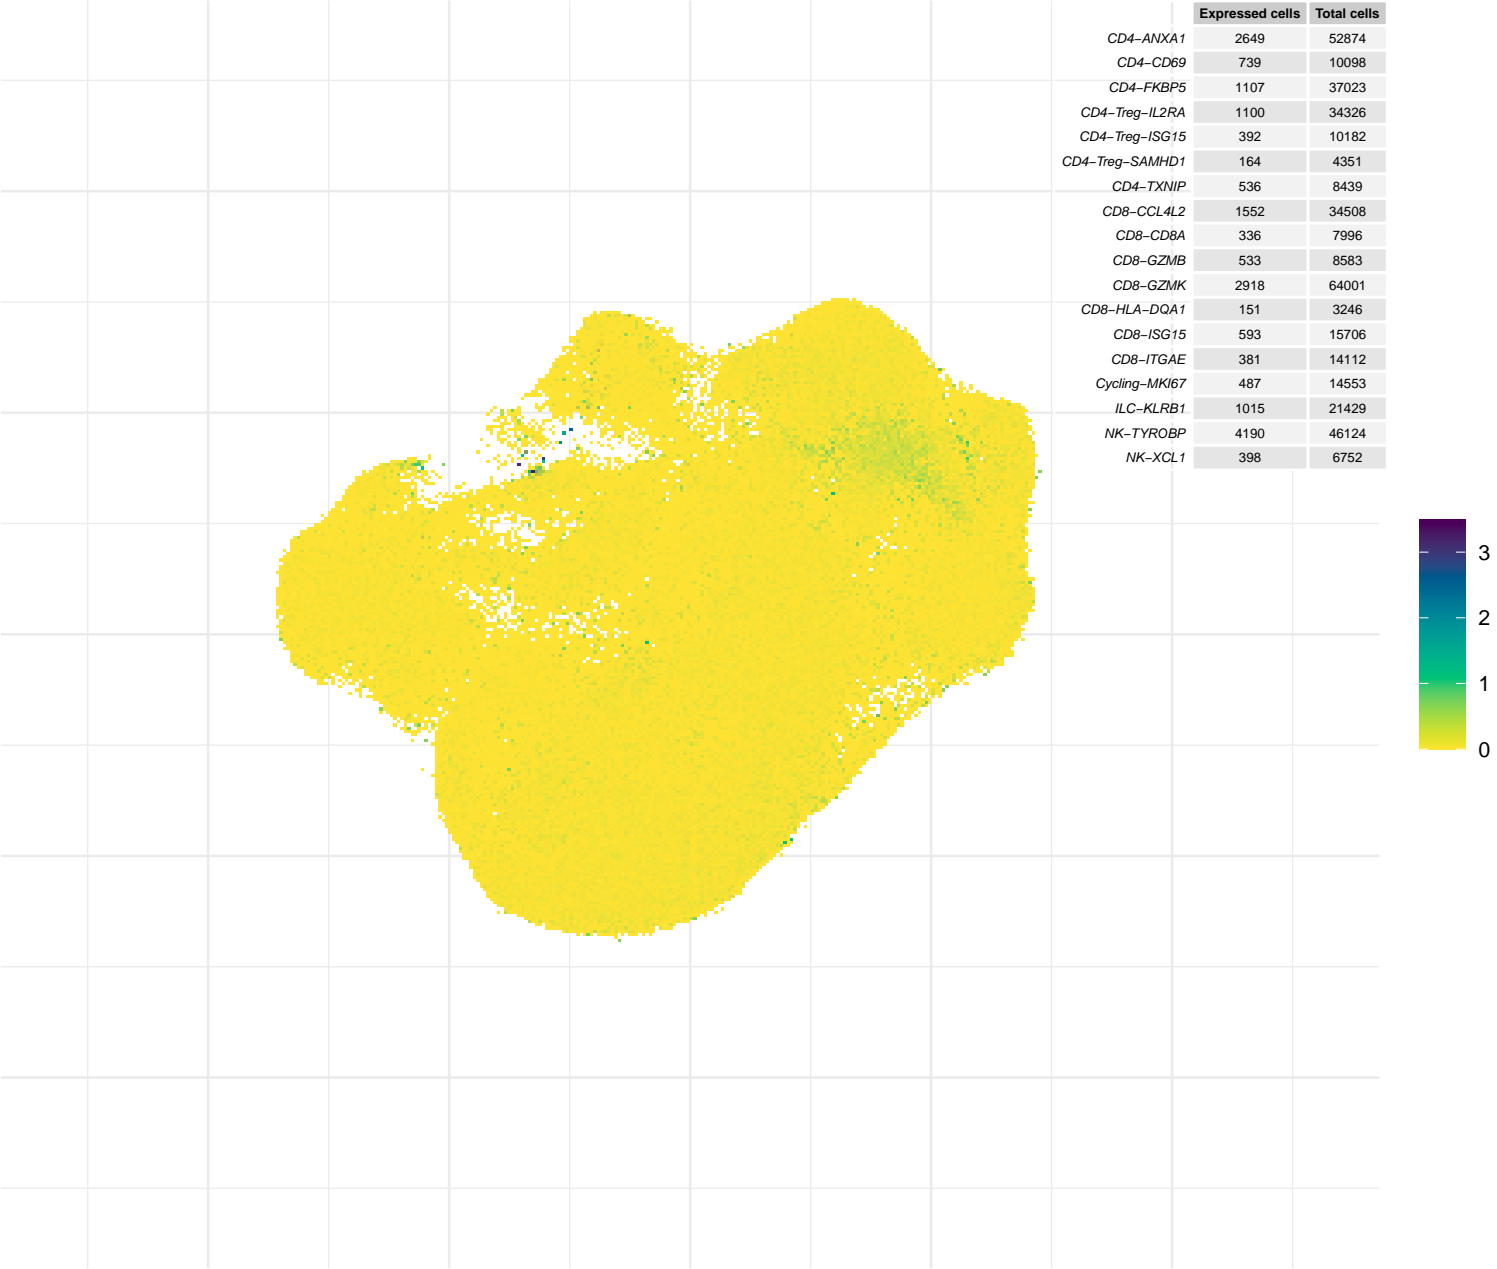 Expressed cells Total cells
CD4−ANXA1 2649 52874
CD4−CD69 739 10098
CD4−FKBP5 1107 37023
CD4−Treg−IL2RA 1100 34326
CD4−Treg−ISG15 392 10182
CD4−Treg−SAMHD1 164 4351
CD4−TXNIP 536 8439
CD8−CCL4L2 1552 34508
CD8−CD8A 336 7996
CD8−GZMB 533 8583
CD8−GZMK 2918 64001
CD8−HLA−DQA1 151 3246
CD8−ISG15 593 15706
CD8−ITGAE 381 14112
Cycling−MKI67 487 14553
ILC−KLRB1 1015 21429
NK−TYROBP 4190 46124
NK−XCL1 398 6752
3
2
1
0